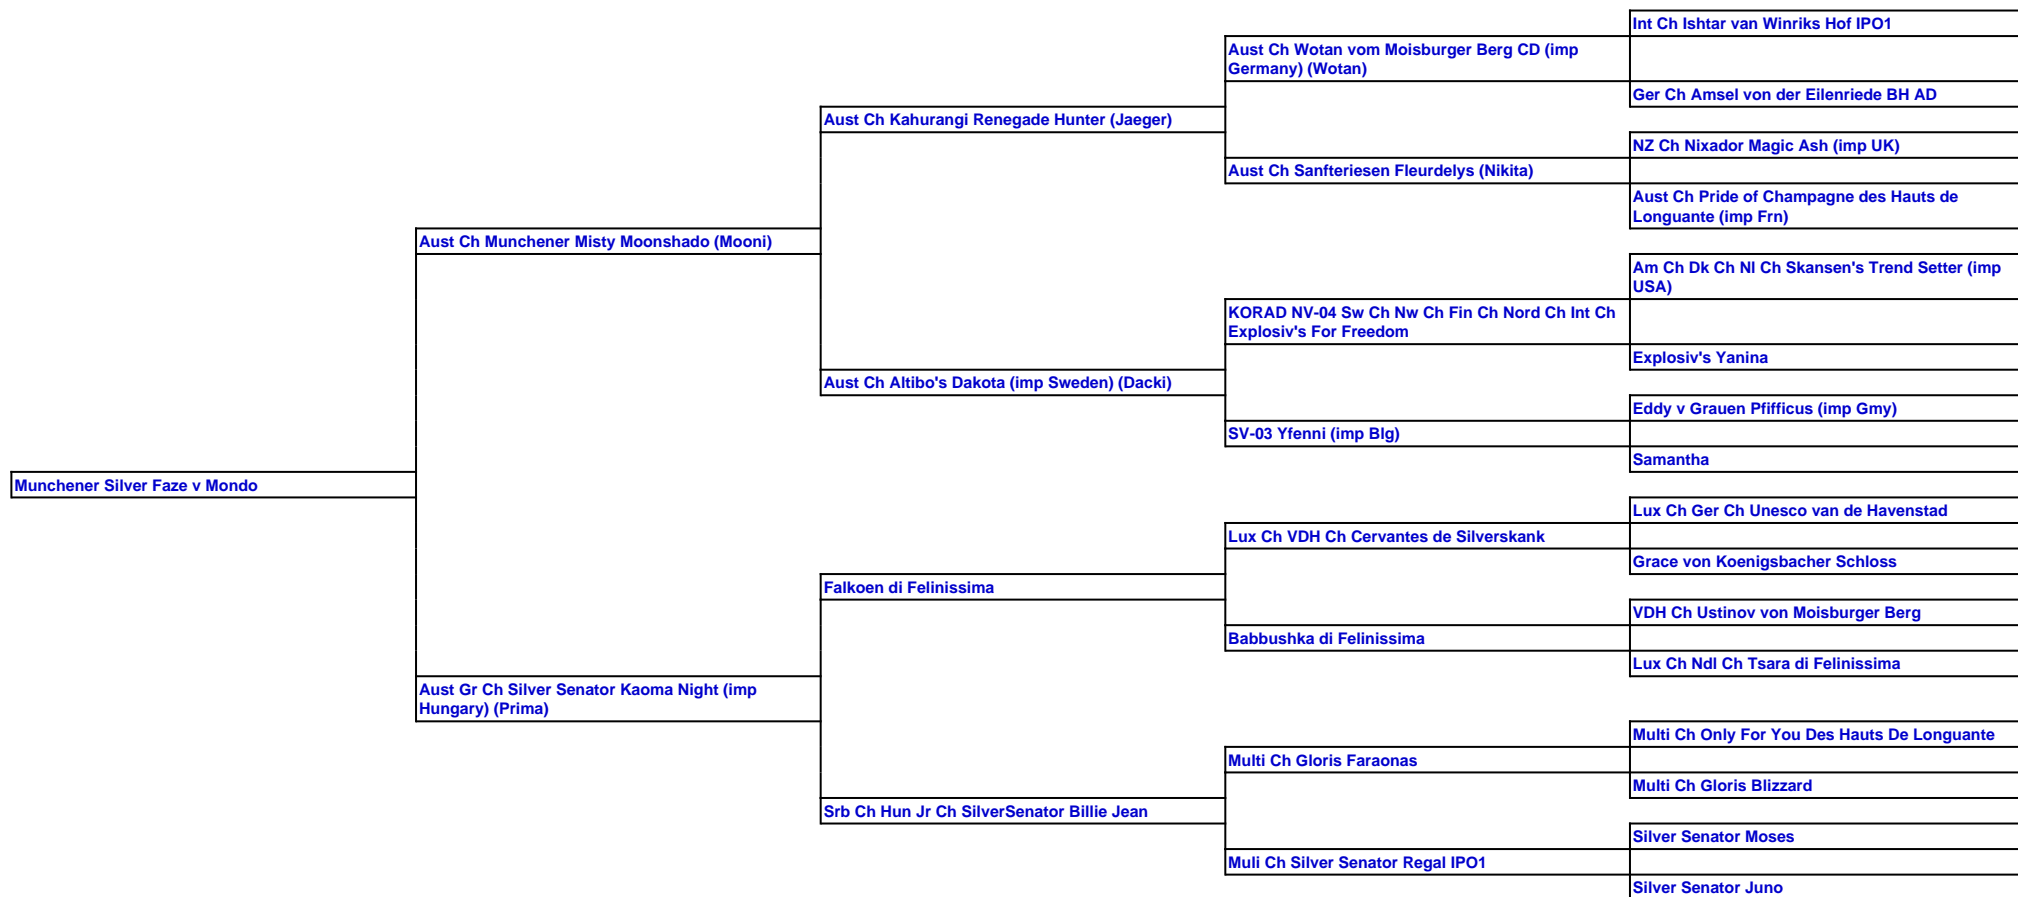 Int Ch Ishtar van Winriks Hof IPO1
Aust Ch Wotan vom Moisburger Berg CD (imp
Germany) (Wotan)
Ger Ch Amsel von der Eilenriede BH AD
Aust Ch Kahurangi Renegade Hunter (Jaeger)
NZ Ch Nixador Magic Ash (imp UK)
Aust Ch Sanfteriesen Fleurdelys (Nikita)
Aust Ch Pride of Champagne des Hauts de
Longuante (imp Frn)
Aust Ch Munchener Misty Moonshado (Mooni)
Am Ch Dk Ch Nl Ch Skansen's Trend Setter (imp
USA)
KORAD NV-04 Sw Ch Nw Ch Fin Ch Nord Ch Int Ch
Explosiv's For Freedom
Explosiv's Yanina
Aust Ch Altibo's Dakota (imp Sweden) (Dacki)
Eddy v Grauen Pfifficus (imp Gmy)
SV-03 Yfenni (imp Blg)
Samantha
Munchener Silver Faze v Mondo
Lux Ch Ger Ch Unesco van de Havenstad
Lux Ch VDH Ch Cervantes de Silverskank
Grace von Koenigsbacher Schloss
Falkoen di Felinissima
VDH Ch Ustinov von Moisburger Berg
Babbushka di Felinissima
Lux Ch Ndl Ch Tsara di Felinissima
Aust Gr Ch Silver Senator Kaoma Night (imp
Hungary) (Prima)
Multi Ch Only For You Des Hauts De Longuante
Multi Ch Gloris Faraonas
Multi Ch Gloris Blizzard
Srb Ch Hun Jr Ch SilverSenator Billie Jean
Silver Senator Moses
Muli Ch Silver Senator Regal IPO1
Silver Senator Juno